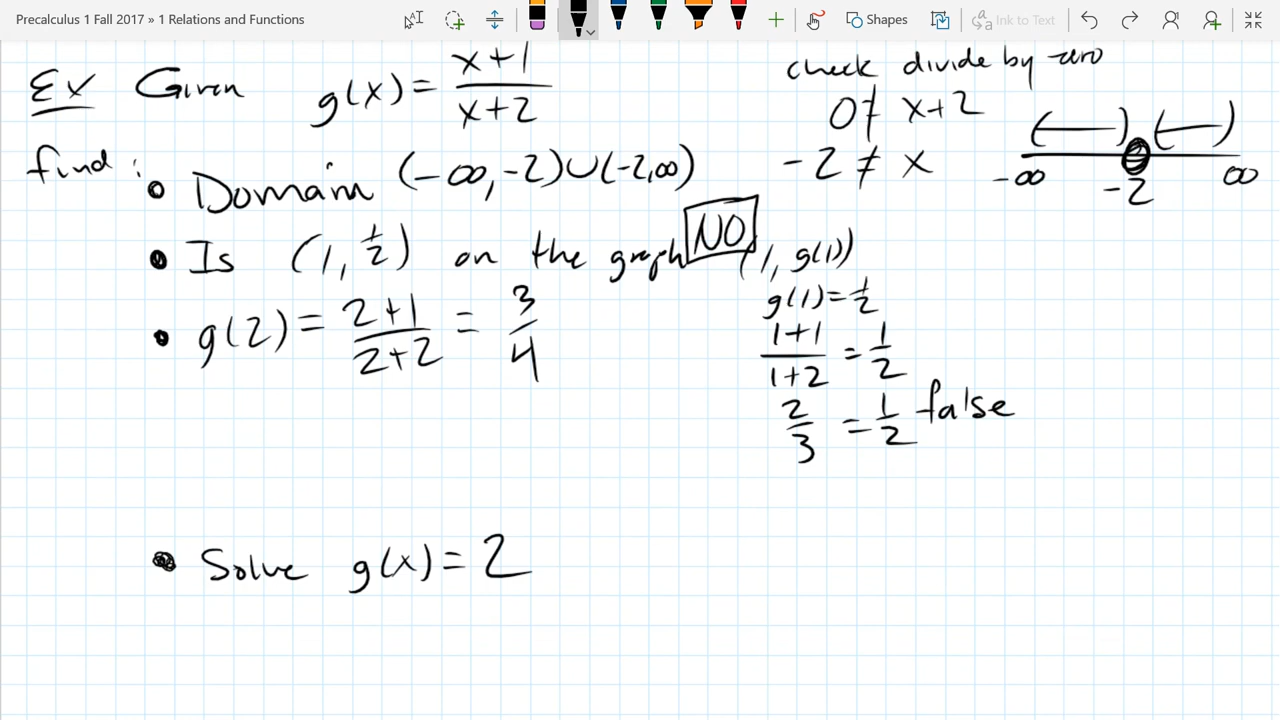 Precalculus 1 Fall 2017 » 1 Relations and Functions
Shapes
Ink to Text
Ex Given g(x) = (x+1)/(x+2)
find:
• Domain (-∞, -2)∪(-2,∞)
• Is (1, 1/2) on the graph NO
• g(2) = (2+1)/(2+2) = 3/4
• Solve g(x) = 2
check divide by zero
0 ≠ x+2
-2 ≠ x
( ) ( )
-∞ -2 ∞
(1, g(1))
g(1) = 1/2
(1+1)/(1+2) = 1/2
2/3 = 1/2 false